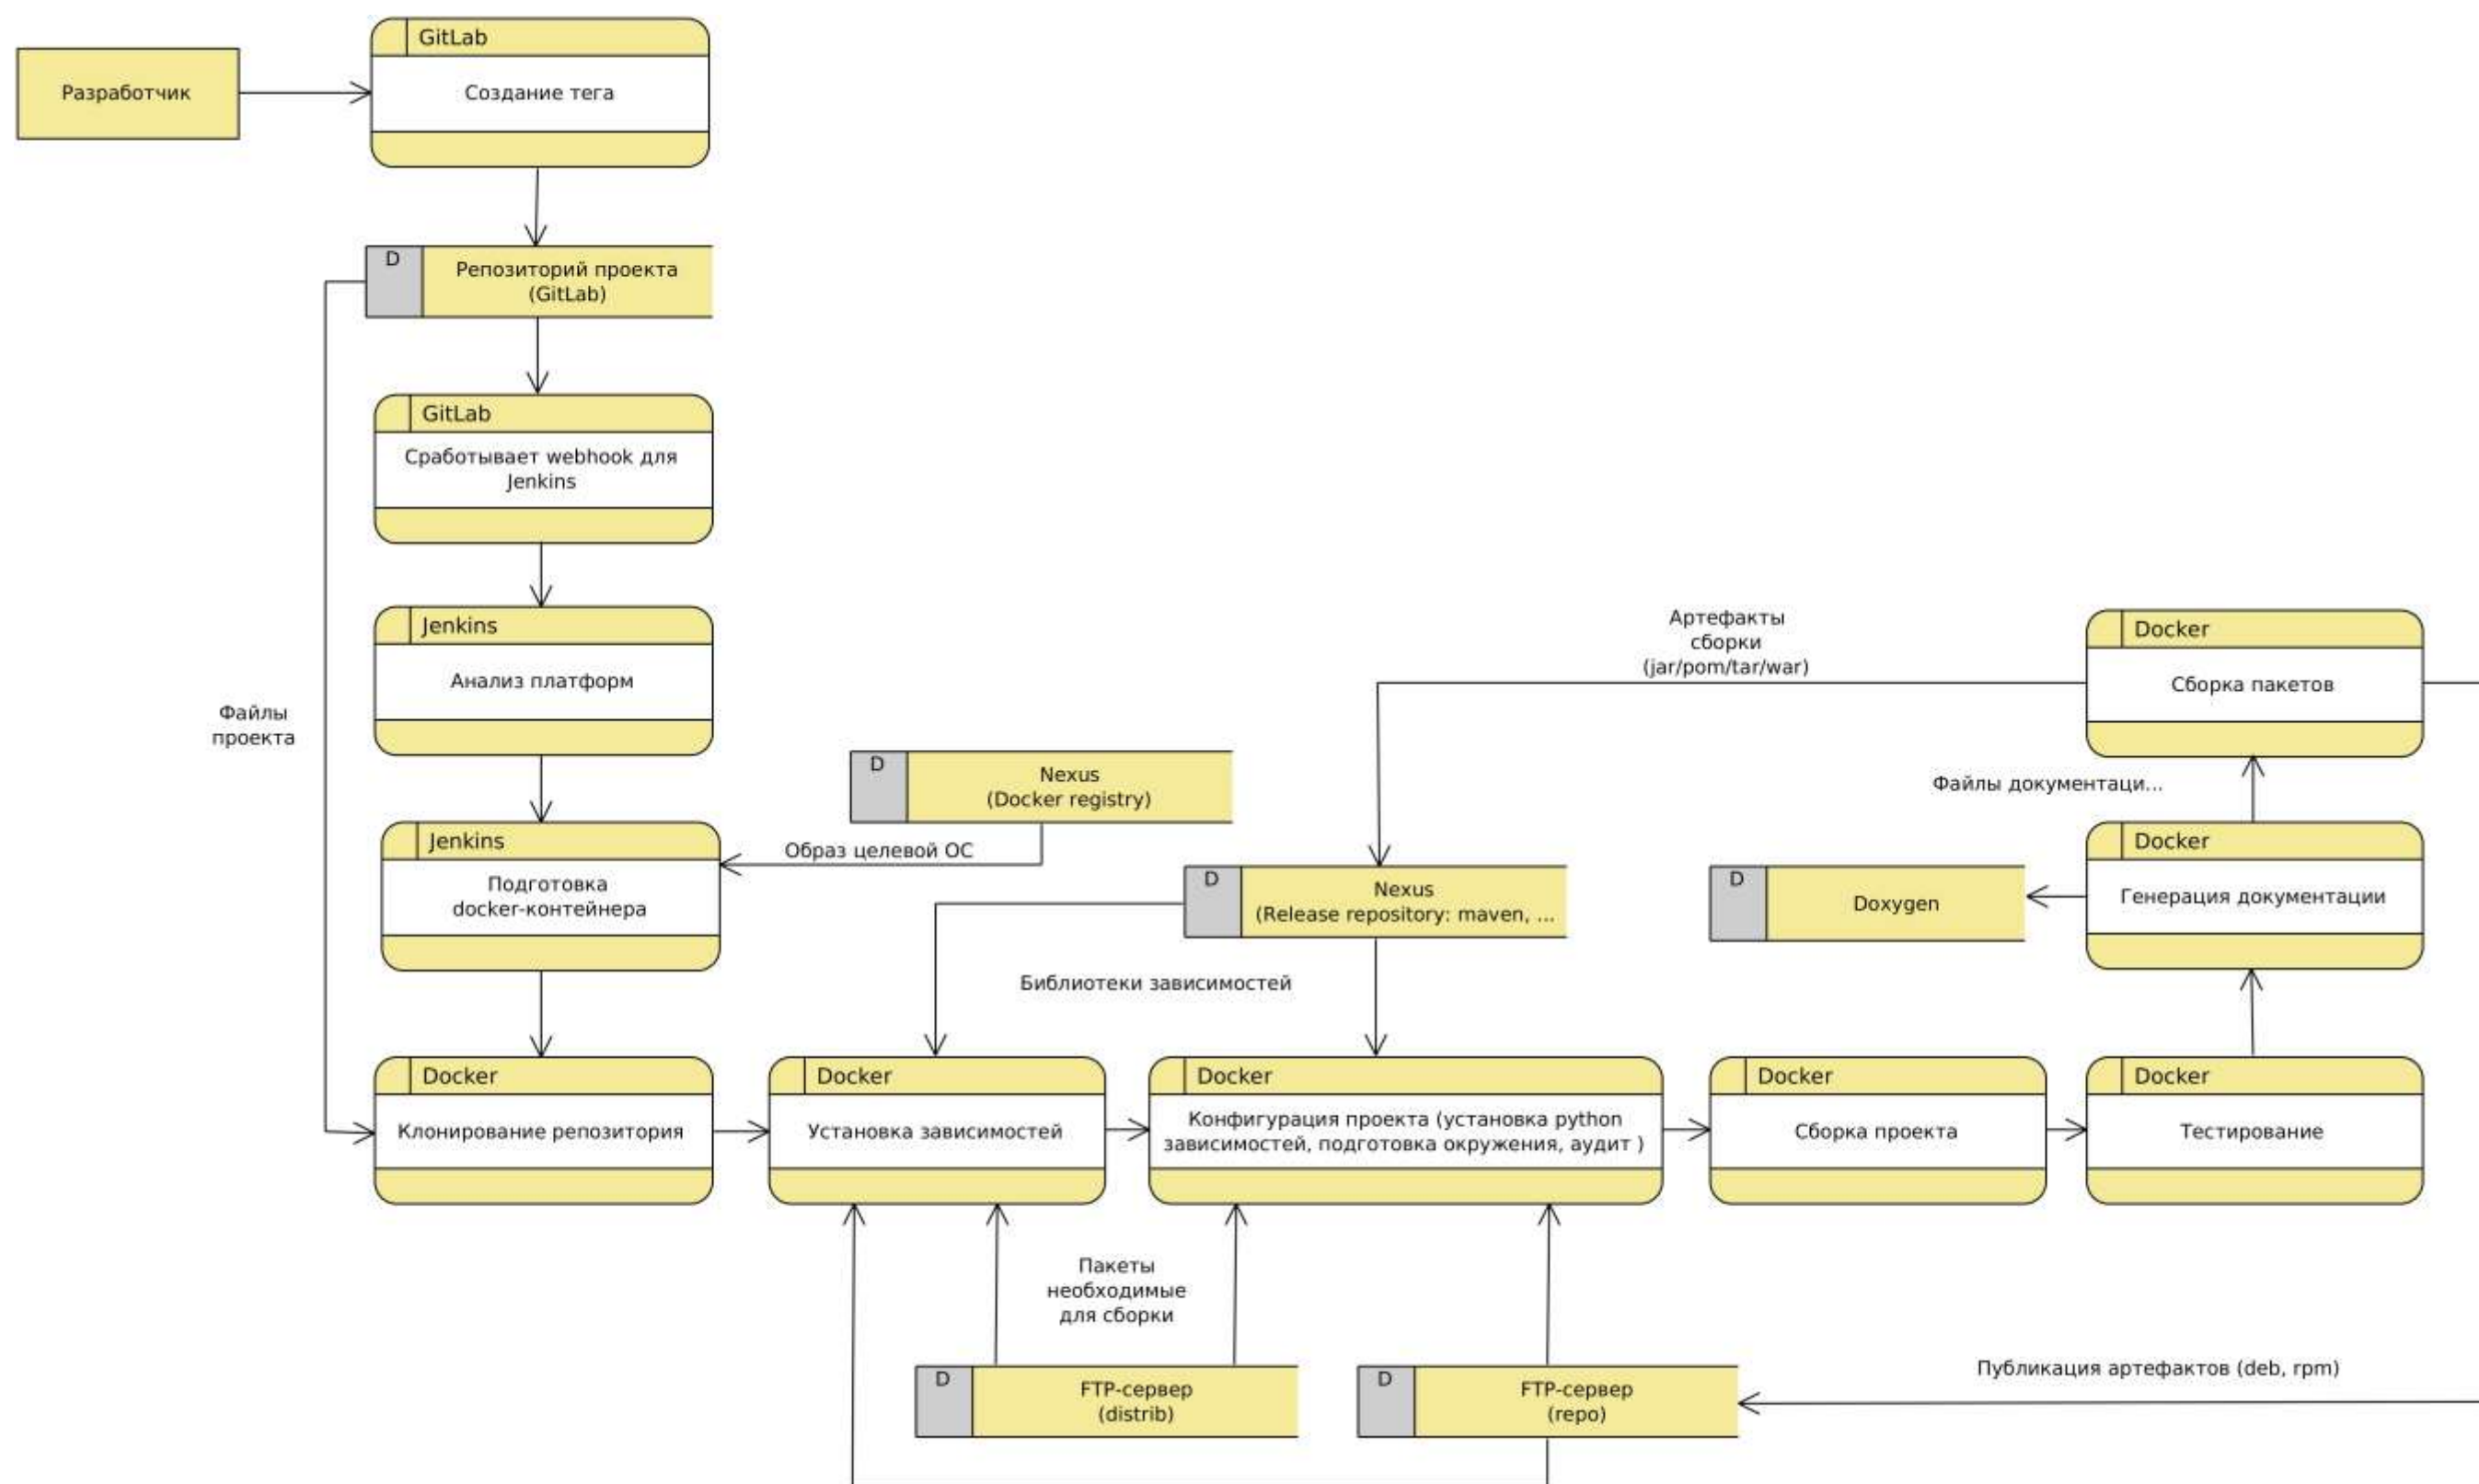 GitLab
Разработчик
Создание тега
D
Репозиторий проекта
(GitLab)
GitLab
Сработывает webhook для
Jenkins
Jenkins
Анализ платформ
Файлы
проекта
Артефакты
сборки
(jar/pom/tar/war)
Docker
Сборка пакетов
D
Nexus
(Docker registry)
Файлы документаци...
Jenkins
Подготовка
docker-контейнера
Образ целевой ОС
D
Nexus
(Release repository: maven, ...
D
Doxygen
Docker
Генерация документации
Библиотеки зависимостей
Docker
Клонирование репозитория
Docker
Установка зависимостей
Docker
Конфигурация проекта (установка python
зависимостей, подготовка окружения, аудит )
Docker
Сборка проекта
Docker
Тестирование
Пакеты
необходимые
для сборки
D
FTP-сервер
(distrib)
D
FTP-сервер
(repo)
Публикация артефактов (deb, rpm)